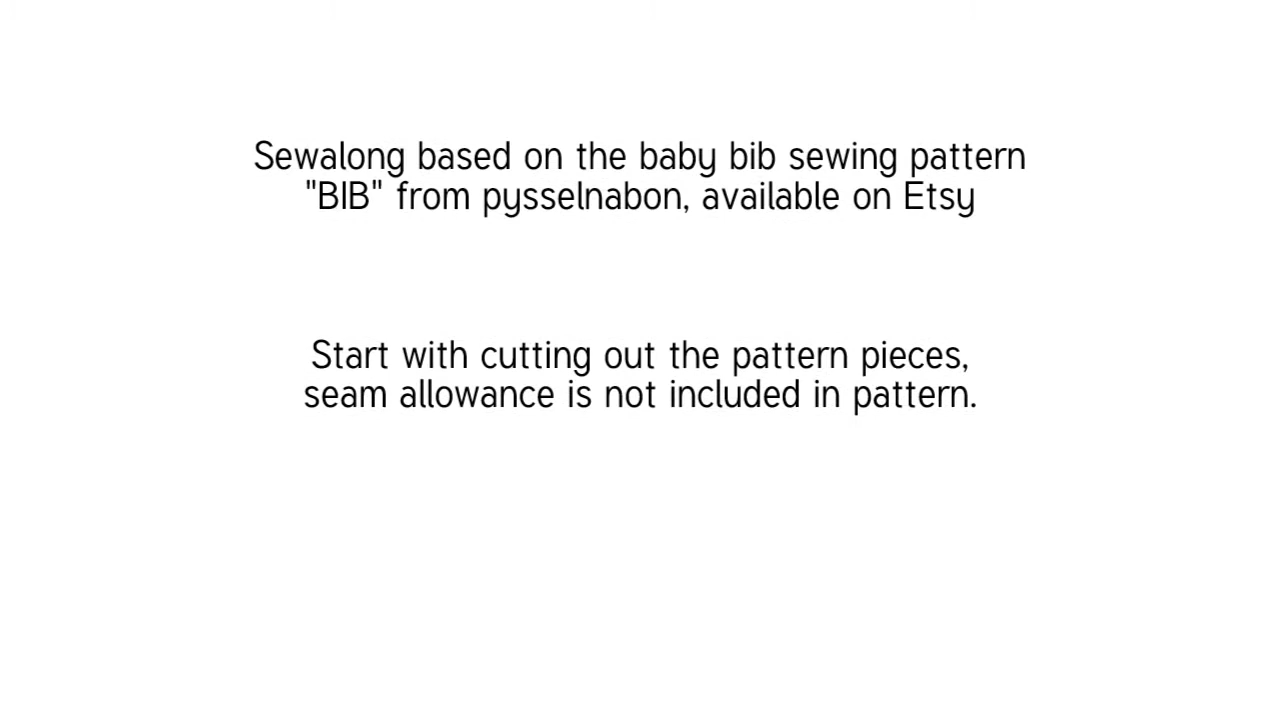 Sewalong based on the baby bib sewing pattern
"BIB" from pysselnabon, available on Etsy
Start with cutting out the pattern pieces,
seam allowance is not included in pattern.